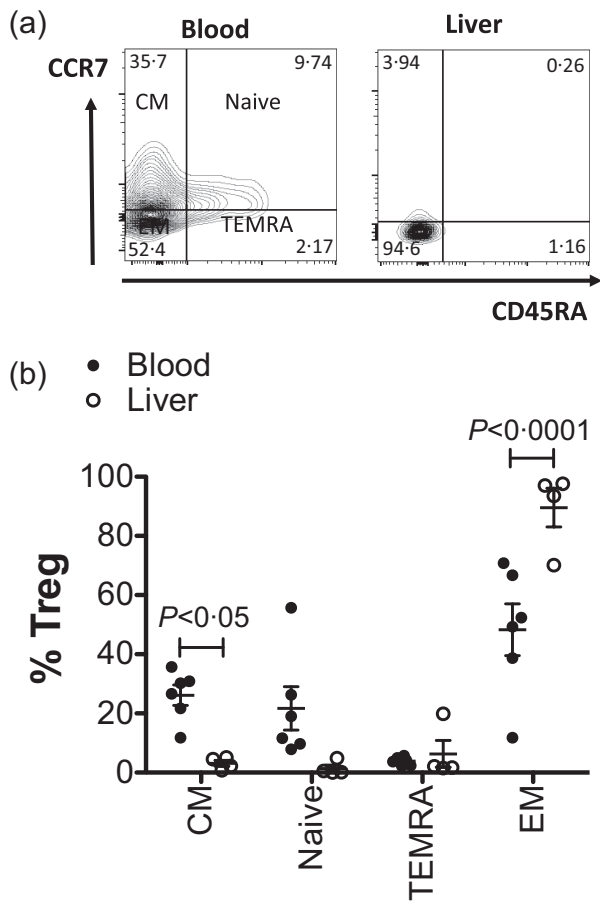 (a)
Blood
Liver
CCR7
35·7
9·74
CM
Naive
EM
TEMRA
52·4
2·17
3·94
0·26
94·6
1·16
CD45RA
(b)
Blood
Liver
P<0·0001
P<0·05
% Treg
100
80
60
40
20
0
CM
Naive
TEMRA
EM